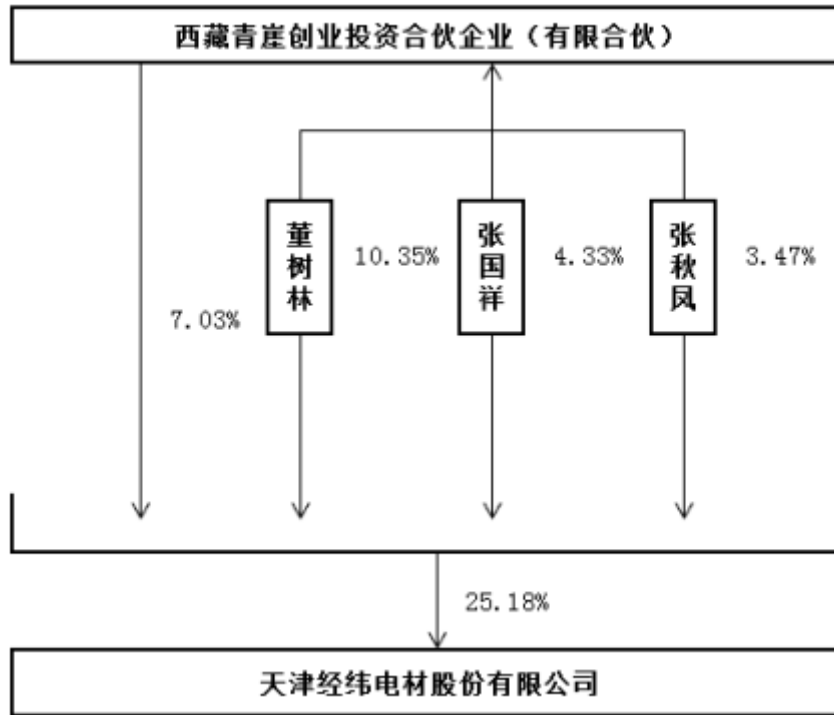 西藏青崖创业投资合伙企业（有限合伙）
董树林
10.35%
张国祥
4.33%
张秋凤
3.47%
7.03%
25.18%
天津经纬电材股份有限公司